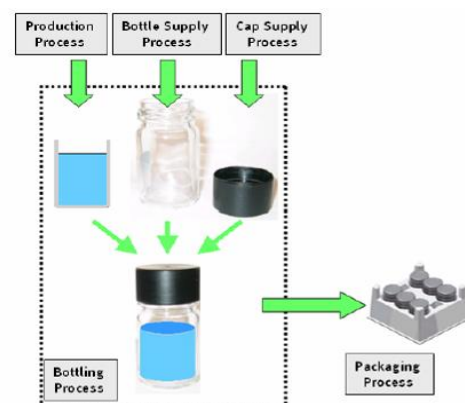 Production
Process
Bottle Supply
Process
Cap Supply
Process
Bottling
Process
Packaging
Process